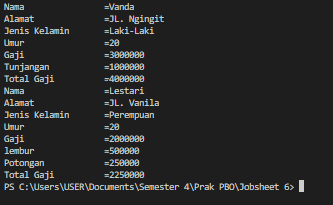 Nama =Vanda
Alamat =JL. Ngingit
Jenis Kelamin =Laki-Laki
Umur =20
Gaji =3000000
Tunjangan =1000000
Total Gaji =4000000
Nama =Lestari
Alamat =JL. Vanila
Jenis Kelamin =Perempuan
Umur =20
Gaji =2000000
lembur =500000
Potongan =250000
Total Gaji =2250000
PS C:\Users\USER\Documents\Semester 4\Prak PBO\Jobsheet 6>